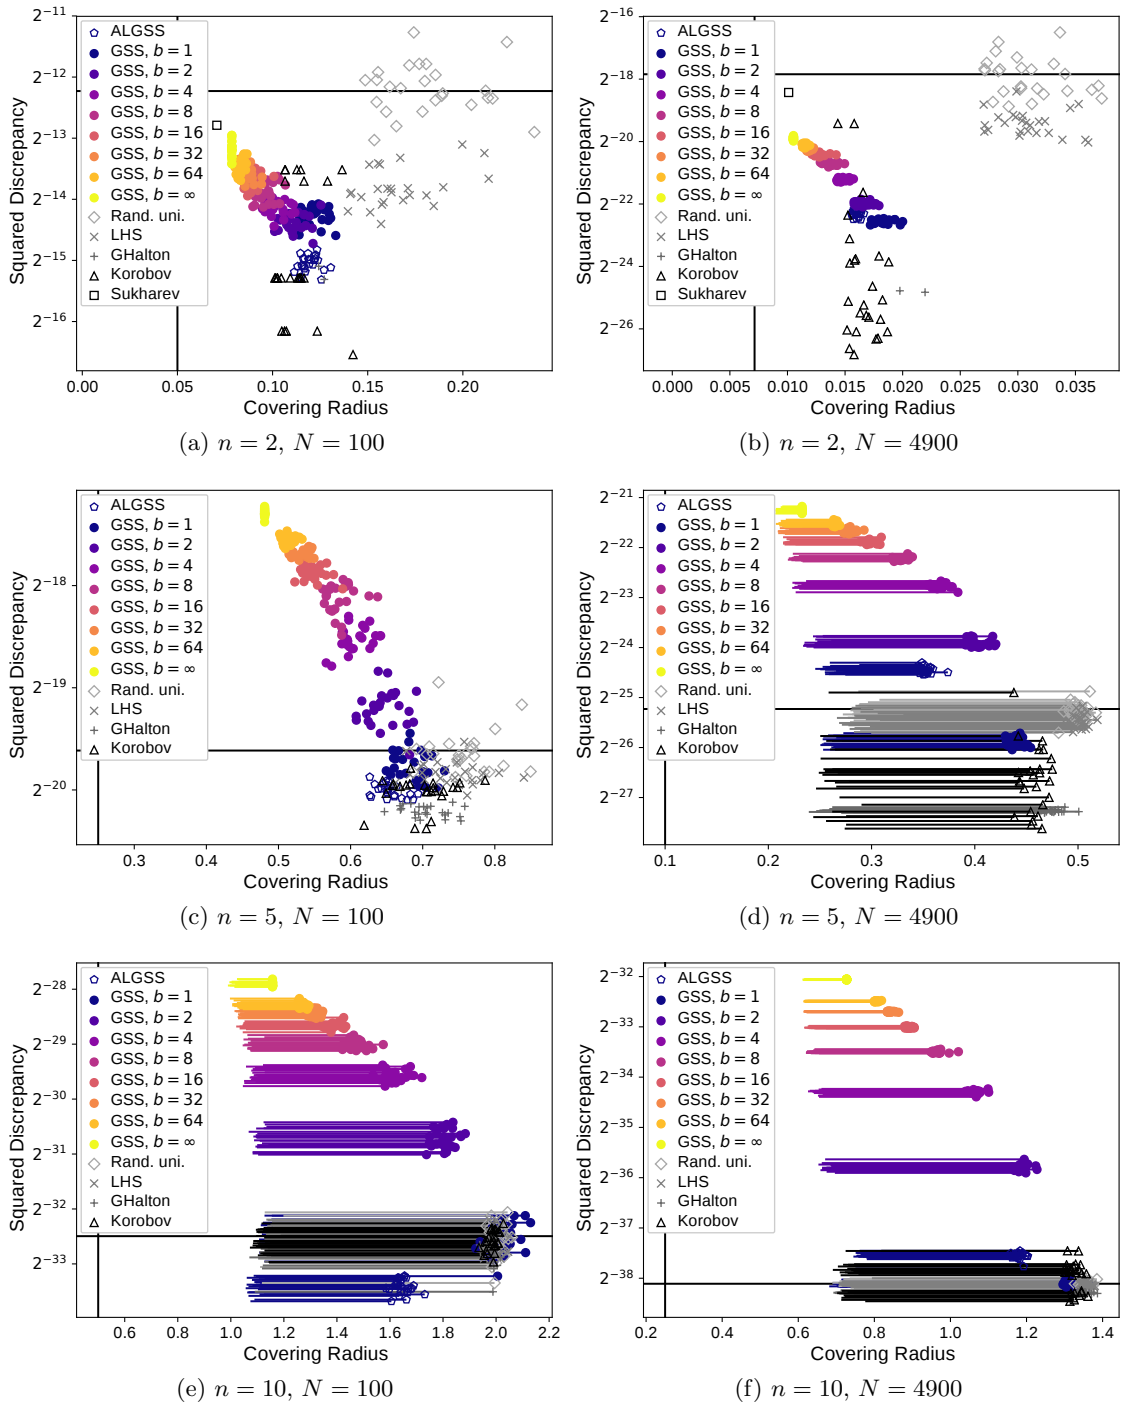 2^−11
2^−12
2^−13
2^−14
2^−15
2^−16
Squared Discrepancy
ALGSS
GSS, b = 1
GSS, b = 2
GSS, b = 4
GSS, b = 8
GSS, b = 16
GSS, b = 32
GSS, b = 64
GSS, b = ∞
Rand. uni.
LHS
GHalton
Korobov
Sukharev
0.00 0.05 0.10 0.15 0.20
Covering Radius
(a) n = 2, N = 100
2^−16
2^−18
2^−20
2^−22
2^−24
2^−26
Squared Discrepancy
ALGSS
GSS, b = 1
GSS, b = 2
GSS, b = 4
GSS, b = 8
GSS, b = 16
GSS, b = 32
GSS, b = 64
GSS, b = ∞
Rand. uni.
LHS
GHalton
Korobov
Sukharev
0.000 0.005 0.010 0.015 0.020 0.025 0.030 0.035
Covering Radius
(b) n = 2, N = 4900
2^−18
2^−19
2^−20
Squared Discrepancy
ALGSS
GSS, b = 1
GSS, b = 2
GSS, b = 4
GSS, b = 8
GSS, b = 16
GSS, b = 32
GSS, b = 64
GSS, b = ∞
Rand. uni.
LHS
GHalton
Korobov
0.3 0.4 0.5 0.6 0.7 0.8
Covering Radius
(c) n = 5, N = 100
2^−21
2^−22
2^−23
2^−24
2^−25
2^−26
2^−27
Squared Discrepancy
ALGSS
GSS, b = 1
GSS, b = 2
GSS, b = 4
GSS, b = 8
GSS, b = 16
GSS, b = 32
GSS, b = 64
GSS, b = ∞
Rand. uni.
LHS
GHalton
Korobov
0.1 0.2 0.3 0.4 0.5
Covering Radius
(d) n = 5, N = 4900
2^−28
2^−29
2^−30
2^−31
2^−32
2^−33
Squared Discrepancy
ALGSS
GSS, b = 1
GSS, b = 2
GSS, b = 4
GSS, b = 8
GSS, b = 16
GSS, b = 32
GSS, b = 64
GSS, b = ∞
Rand. uni.
LHS
GHalton
Korobov
0.6 0.8 1.0 1.2 1.4 1.6 1.8 2.0 2.2
Covering Radius
(e) n = 10, N = 100
2^−32
2^−33
2^−34
2^−35
2^−36
2^−37
2^−38
Squared Discrepancy
ALGSS
GSS, b = 1
GSS, b = 2
GSS, b = 4
GSS, b = 8
GSS, b = 16
GSS, b = 32
GSS, b = 64
GSS, b = ∞
Rand. uni.
LHS
GHalton
Korobov
0.2 0.4 0.6 0.8 1.0 1.2 1.4
Covering Radius
(f) n = 10, N = 4900